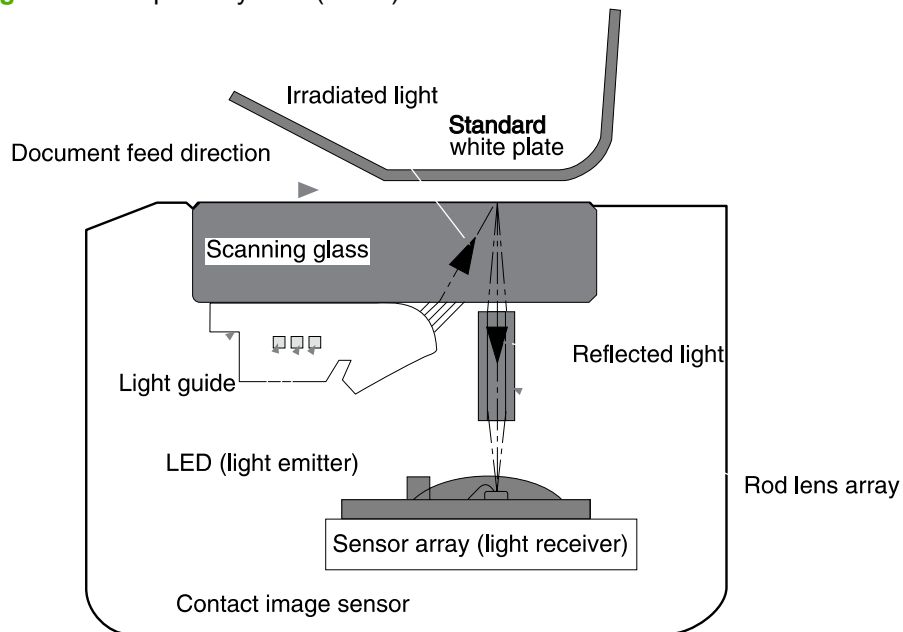 Irradiated light
Standard
white plate
Document feed direction
Scanning glass
Reflected light
Light guide
LED (light emitter)
Rod lens array
Sensor array (light receiver)
Contact image sensor